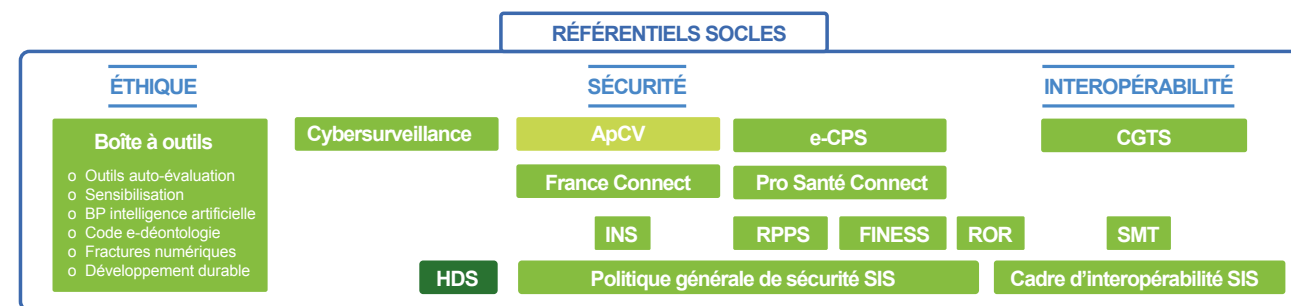 RÉFÉRENTIELS SOCLES
ÉTHIQUE
SÉCURITÉ
INTEROPÉRABILITÉ
Boîte à outils
o Outils auto-évaluation
o Sensibilisation
o BP intelligence artificielle
o Code e-déontologie
o Fractures numériques
o Développement durable
Cybersurveillance
ApCV
e-CPS
CGTS
France Connect
Pro Santé Connect
INS
RPPS
FINESS
ROR
SMT
HDS
Politique générale de sécurité SIS
Cadre d'interopérabilité SIS